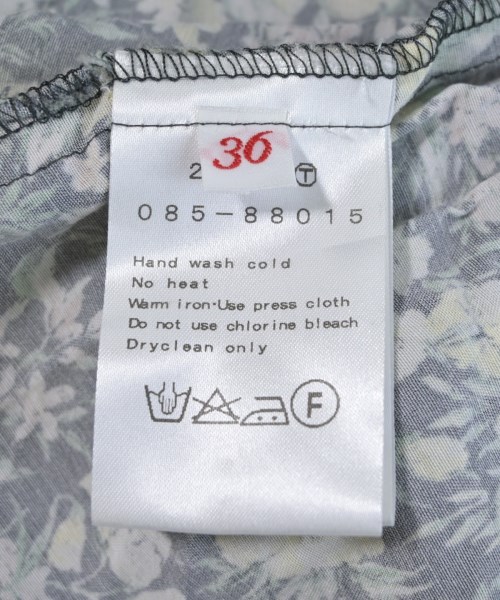 36
2 T
085-88015
Hand wash cold
No heat
Warm iron·Use press cloth
Do not use chlorine bleach
Dryclean only
F